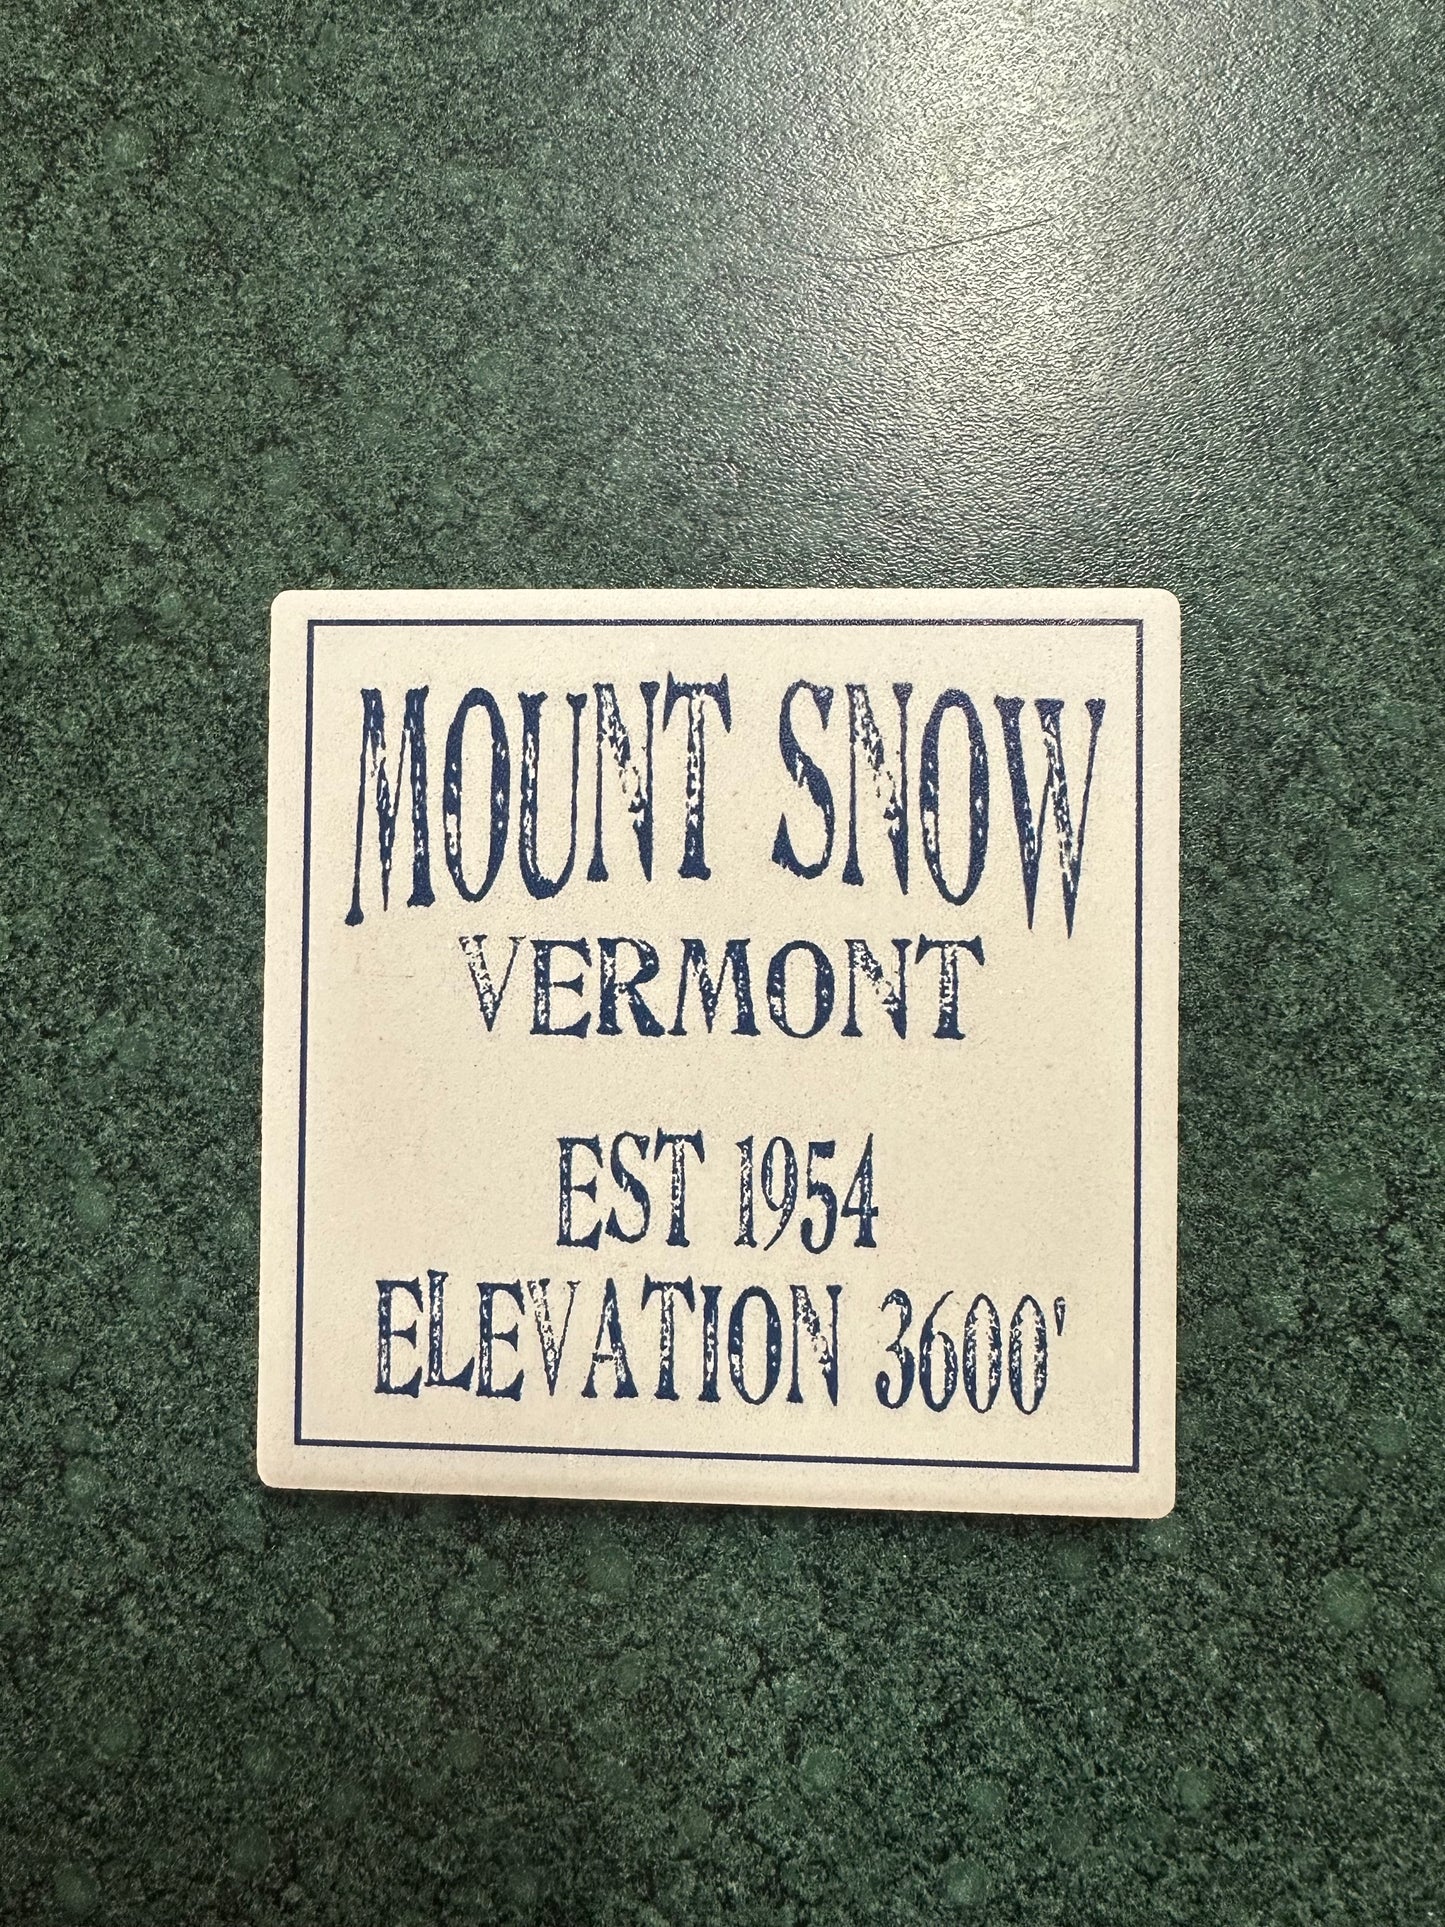 MOUNT SNOW
VERMONT
EST 1954
ELEVATION 3600'